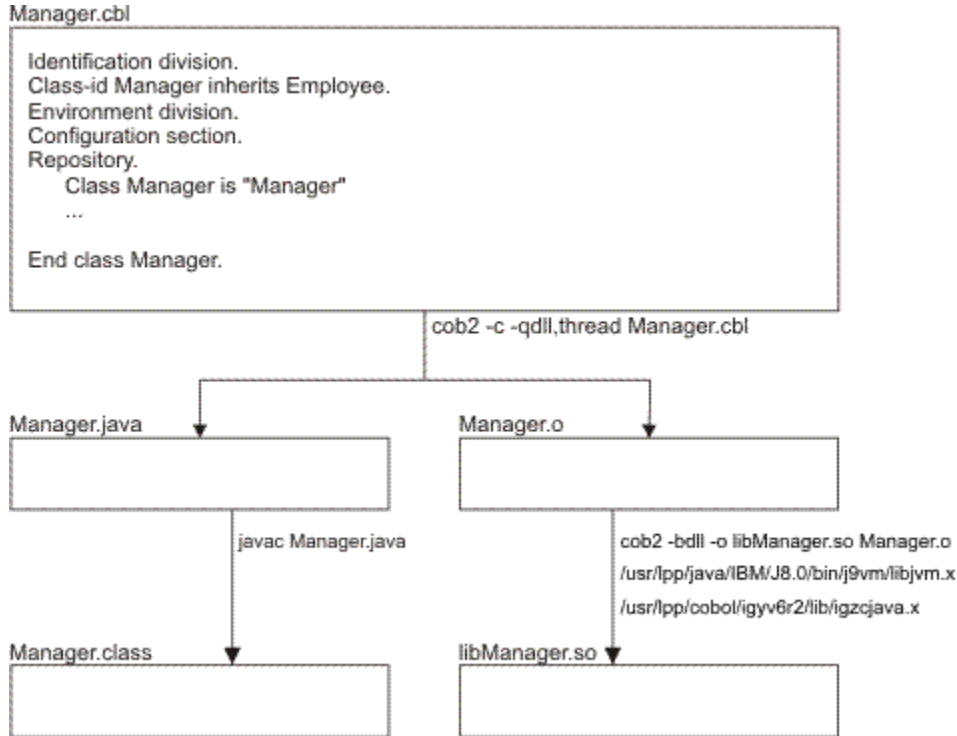 Manager.cbl
Identification division.
Class-id Manager inherits Employee.
Environment division.
Configuration section.
Repository.
Class Manager is "Manager"
...
End class Manager.
cob2 -c -qdll,thread Manager.cbl
Manager.java
Manager.o
javac Manager.java
cob2 -bdll -o libManager.so Manager.o
/usr/lpp/java/IBM/J8.0/bin/j9vm/libjvm.x
/usr/lpp/cobol/igyv6r2/lib/igzcjava.x
Manager.class
libManager.so